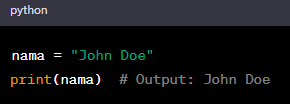 python
nama = "John Doe"
print(nama)  # Output: John Doe